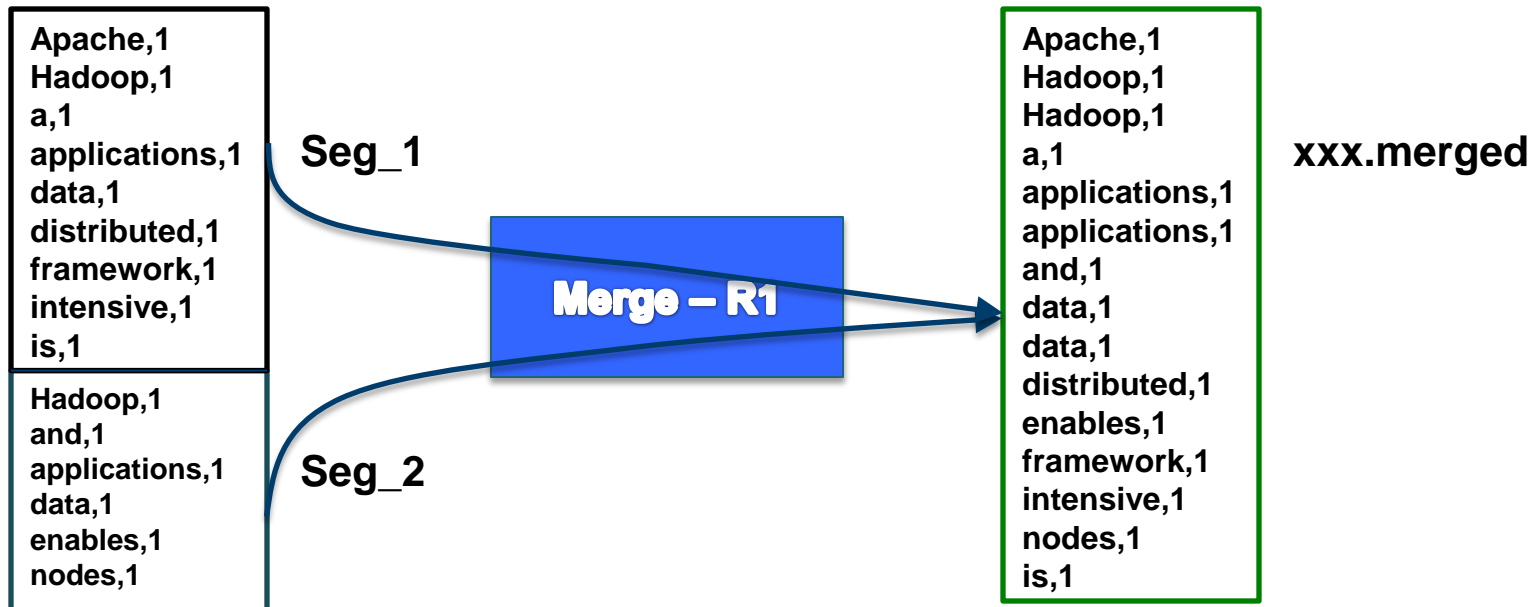 Apache,1
Hadoop,1
a,1
applications,1
data,1
distributed,1
framework,1
intensive,1
is,1
Hadoop,1
and,1
applications,1
data,1
enables,1
nodes,1
Seg_1
Seg_2
Merge – R1
Apache,1
Hadoop,1
Hadoop,1
a,1
applications,1
applications,1
and,1
data,1
data,1
distributed,1
enables,1
framework,1
intensive,1
nodes,1
is,1
xxx.merged